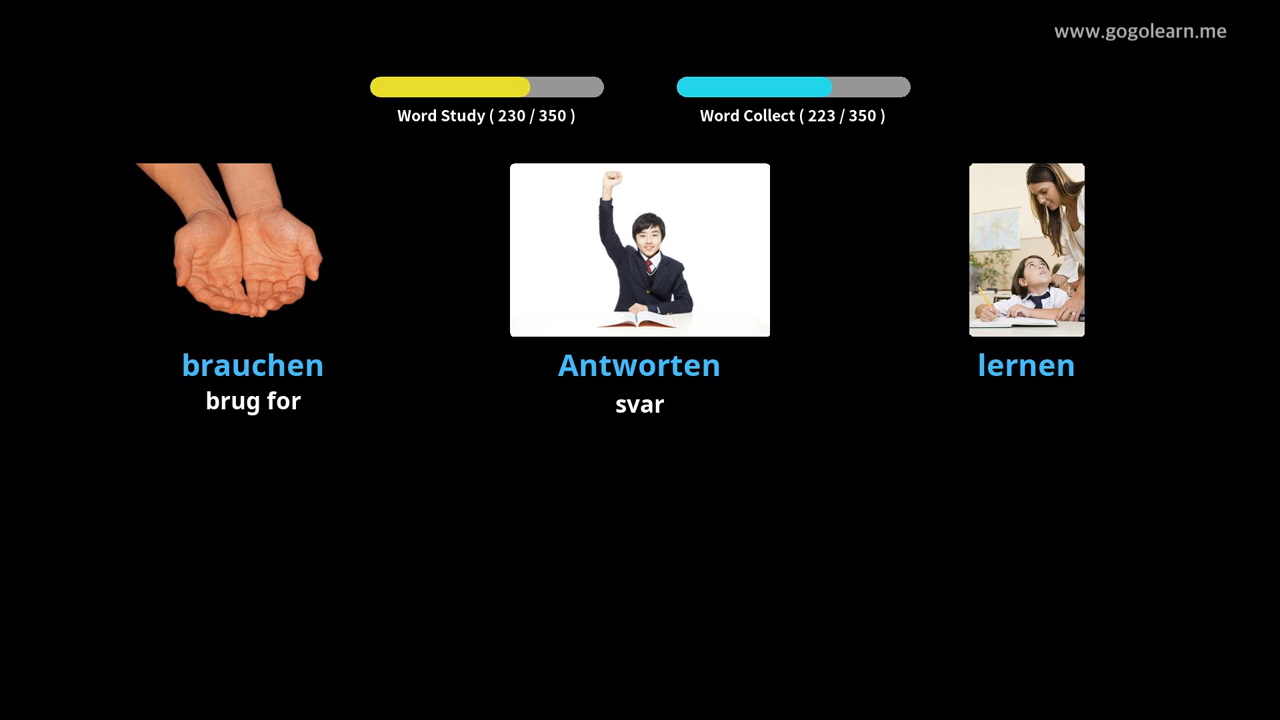 www.gogolearn.me
Word Study ( 230 / 350 )
Word Collect ( 223 / 350 )
brauchen
brug for
Antworten
svar
lernen